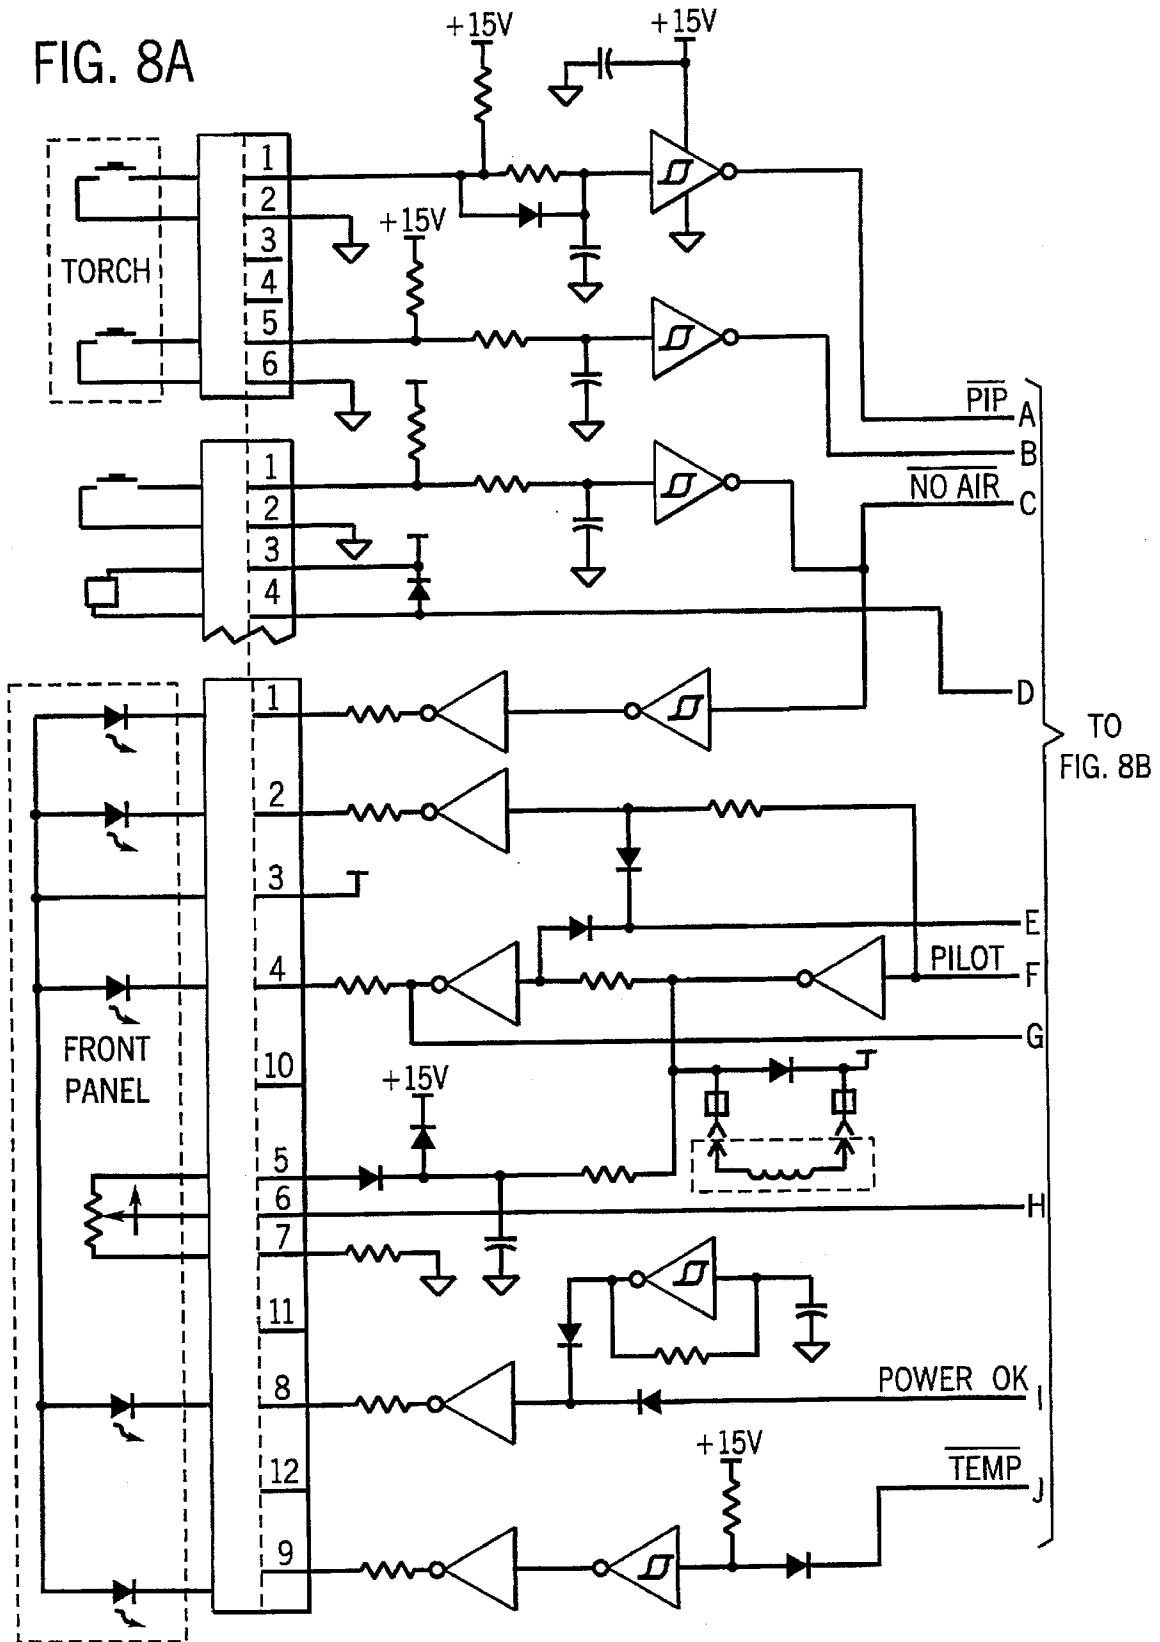 FIG. 8A
+15V
+15V
1
2
+15V
3
TORCH
4
5
6
PIP
A
B
1
NO AIR
C
2
3
4
D
1
TO
FIG. 8B
2
3
E
4
PILOT
F
G
FRONT
PANEL
10
+15V
5
6
H
7
11
8
POWER OK
I
+15V
12
TEMP
J
9